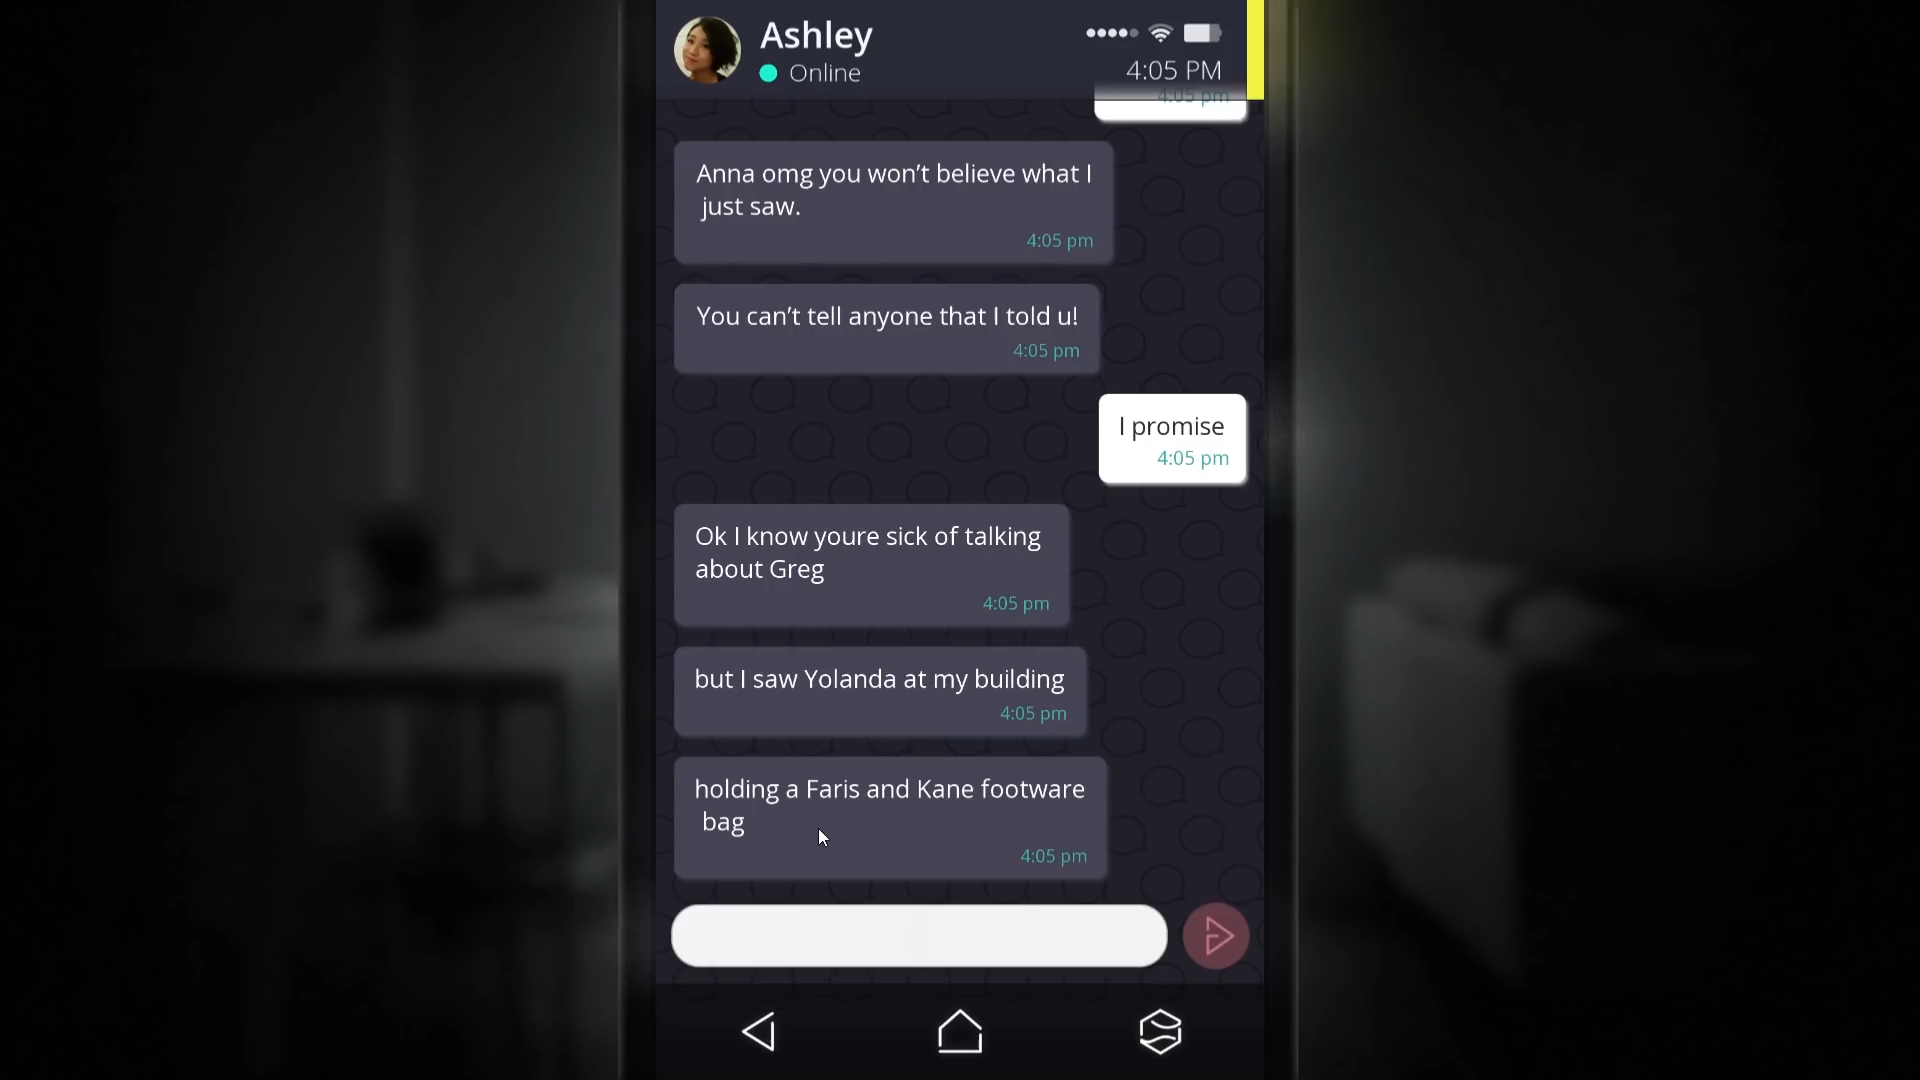 Ashley
Online
4:05 PM
4:05 pm
Anna omg you won’t believe what I
just saw.
4:05 pm
You can’t tell anyone that I told u!
4:05 pm
I promise
4:05 pm
Ok I know youre sick of talking
about Greg
4:05 pm
but I saw Yolanda at my building
4:05 pm
holding a Faris and Kane footware
bag
4:05 pm